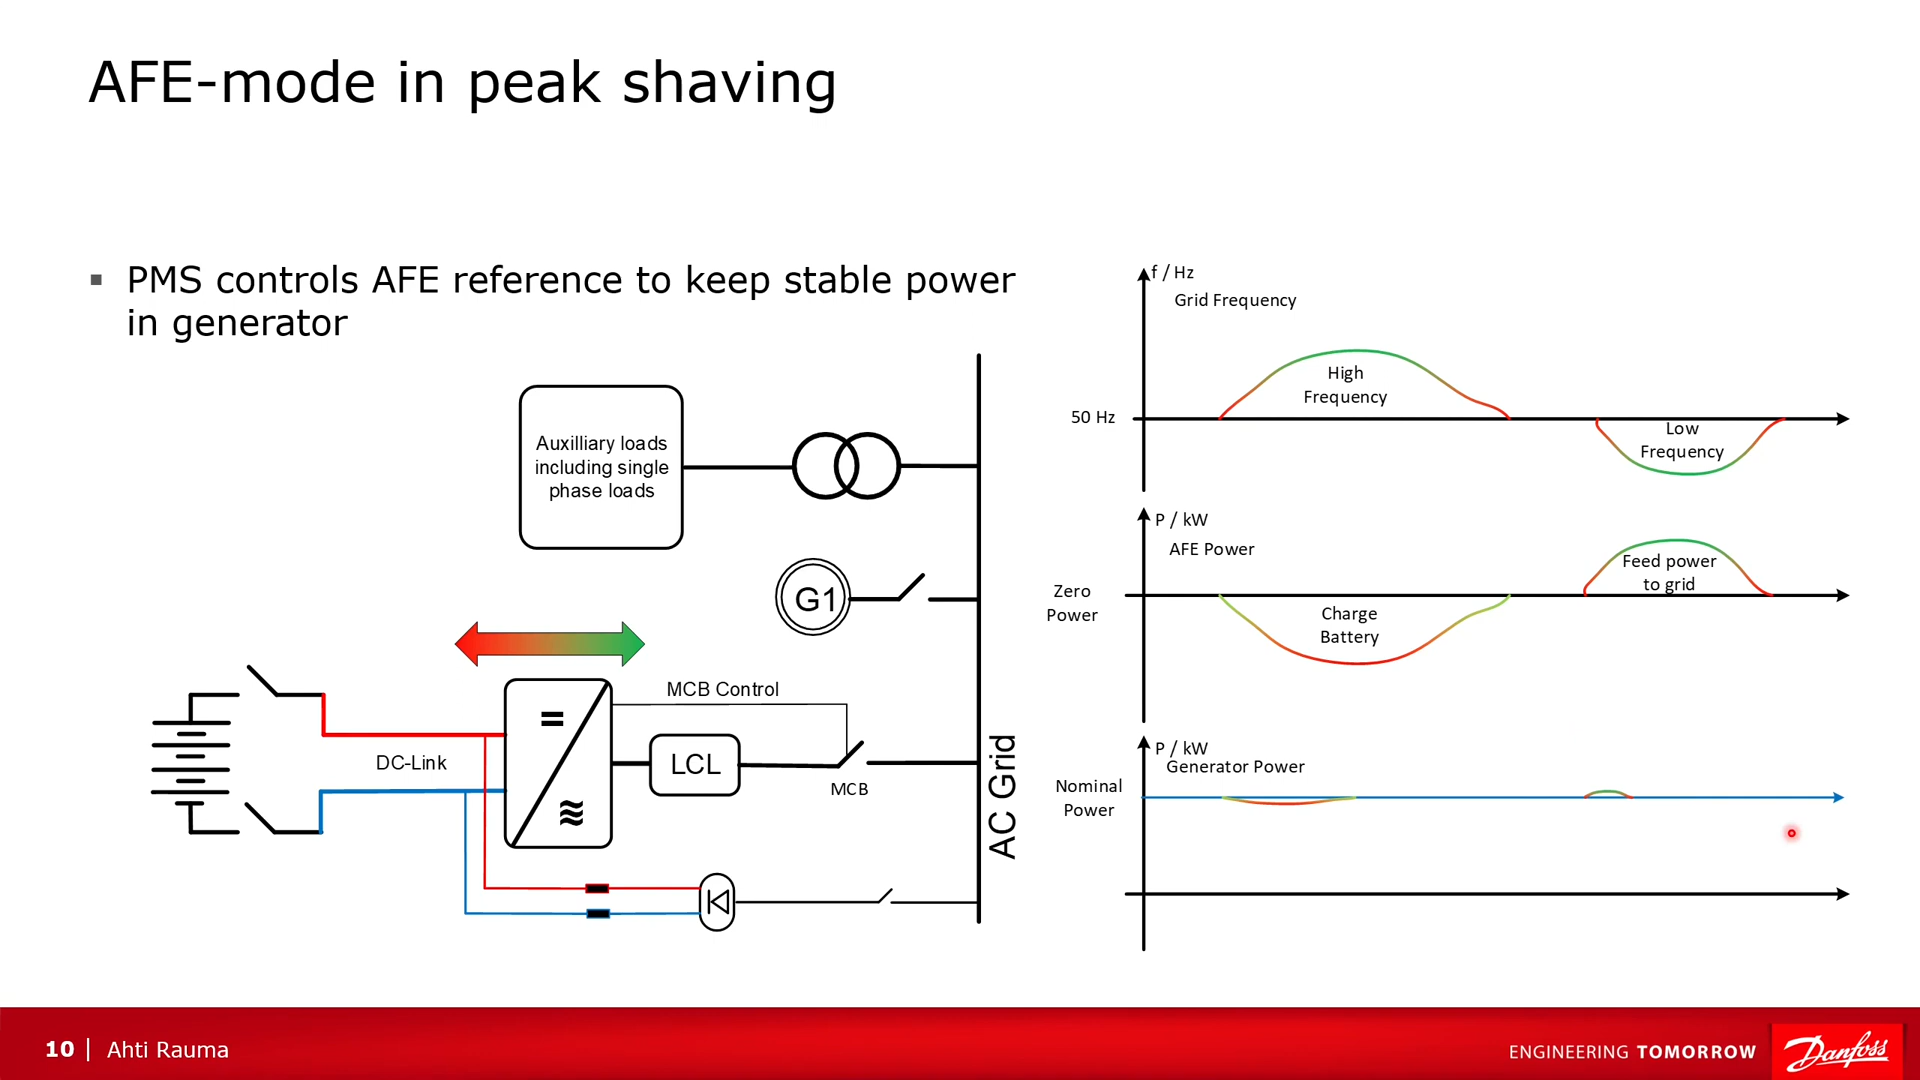 AFE-mode in peak shaving
▪ PMS controls AFE reference to keep stable power
in generator
Auxilliary loads
including single
phase loads
G1
MCB Control
DC-Link
=
≋
LCL
MCB
AC Grid
f / Hz
Grid Frequency
High
Frequency
50 Hz
Low
Frequency
P / kW
AFE Power
Feed power
to grid
Zero
Power
Charge
Battery
P / kW
Generator Power
Nominal
Power
10 | Ahti Rauma
ENGINEERING TOMORROW
Danfoss